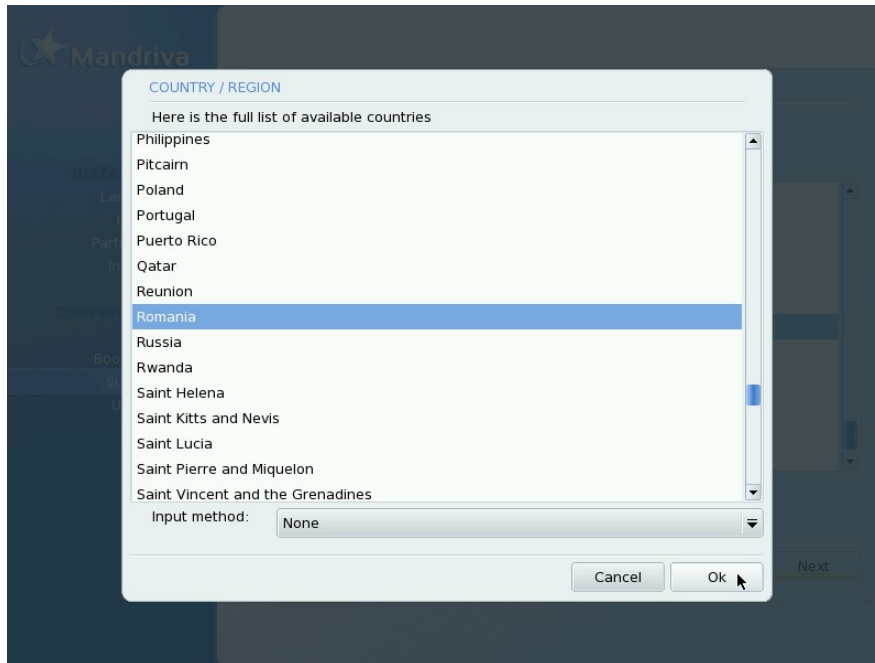 Mandriva
COUNTRY / REGION
Here is the full list of available countries
Philippines
Pitcairn
Poland
Portugal
Puerto Rico
Qatar
Reunion
Romania
Russia
Rwanda
Saint Helena
Saint Kitts and Nevis
Saint Lucia
Saint Pierre and Miquelon
Saint Vincent and the Grenadines
Input method:
None
Cancel
Ok
Next